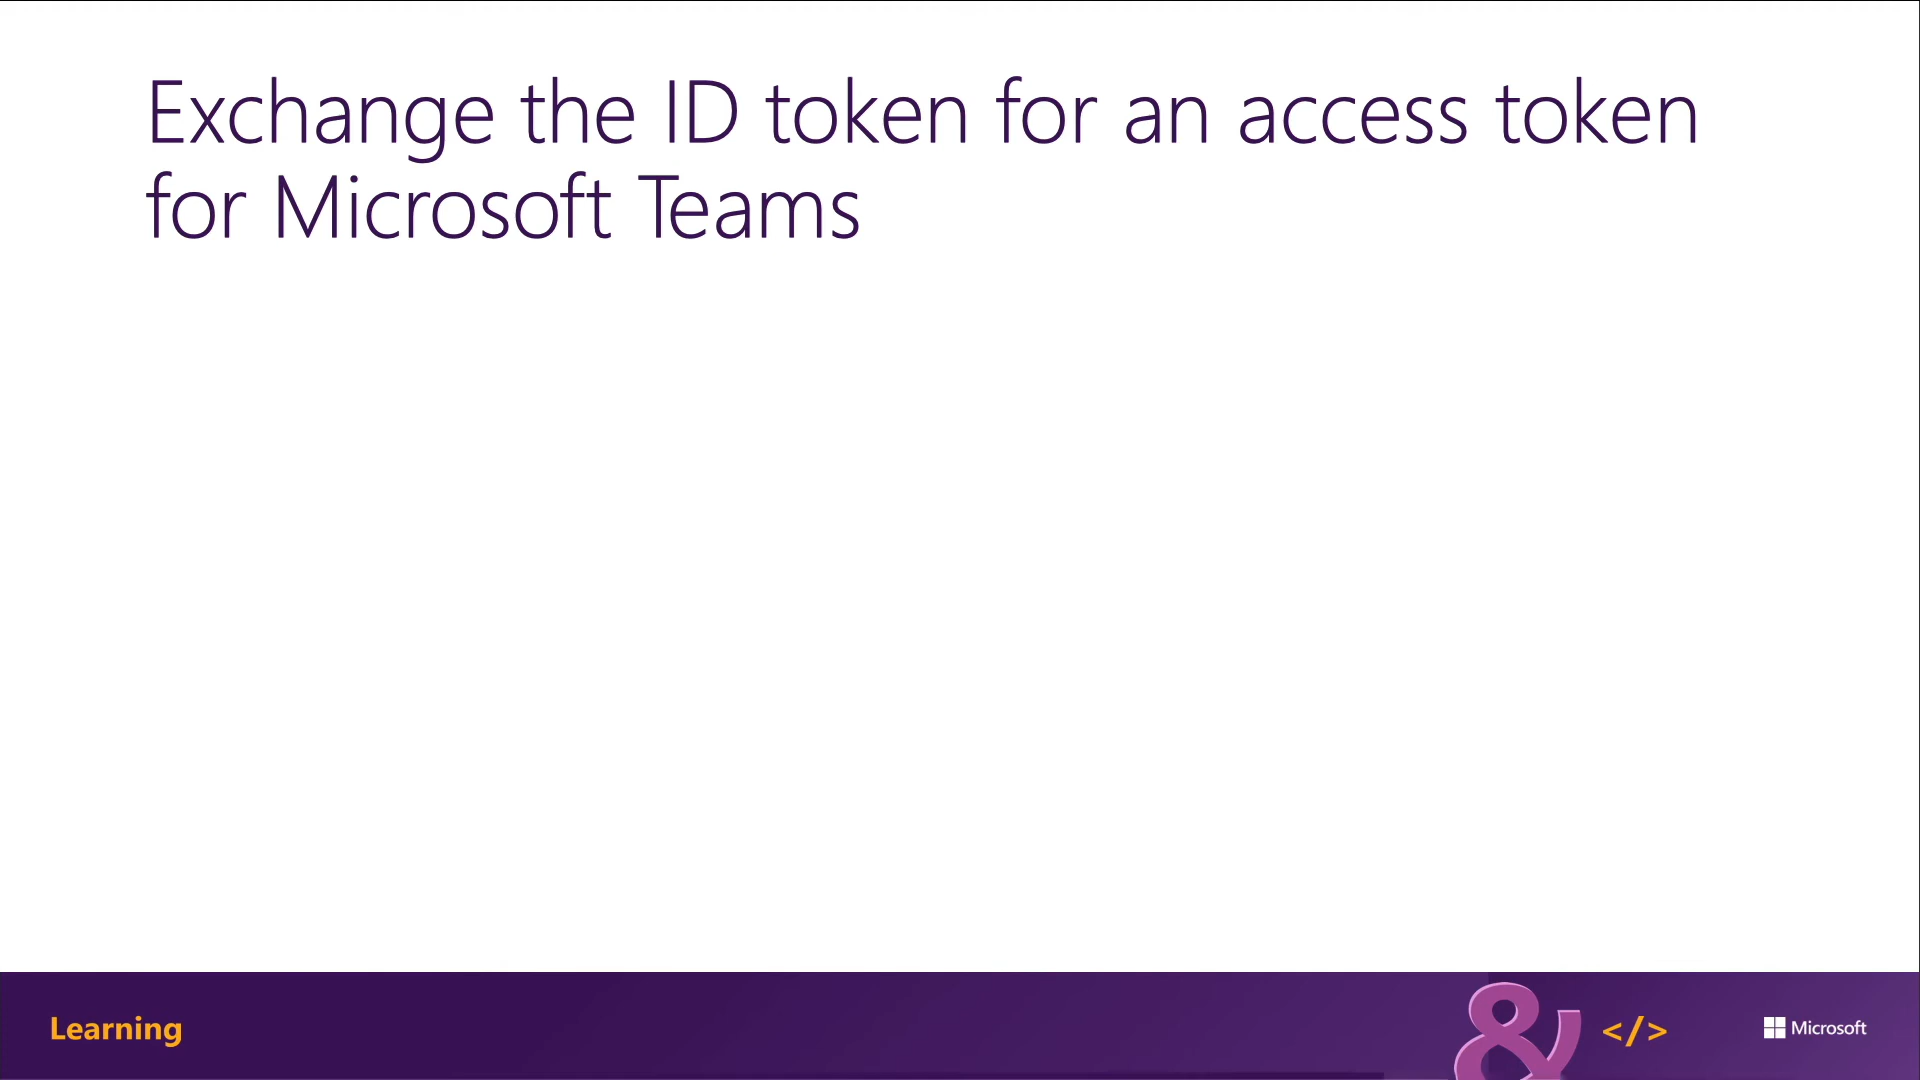 Exchange the ID token for an access token
for Microsoft Teams
Learning
&
</>
Microsoft